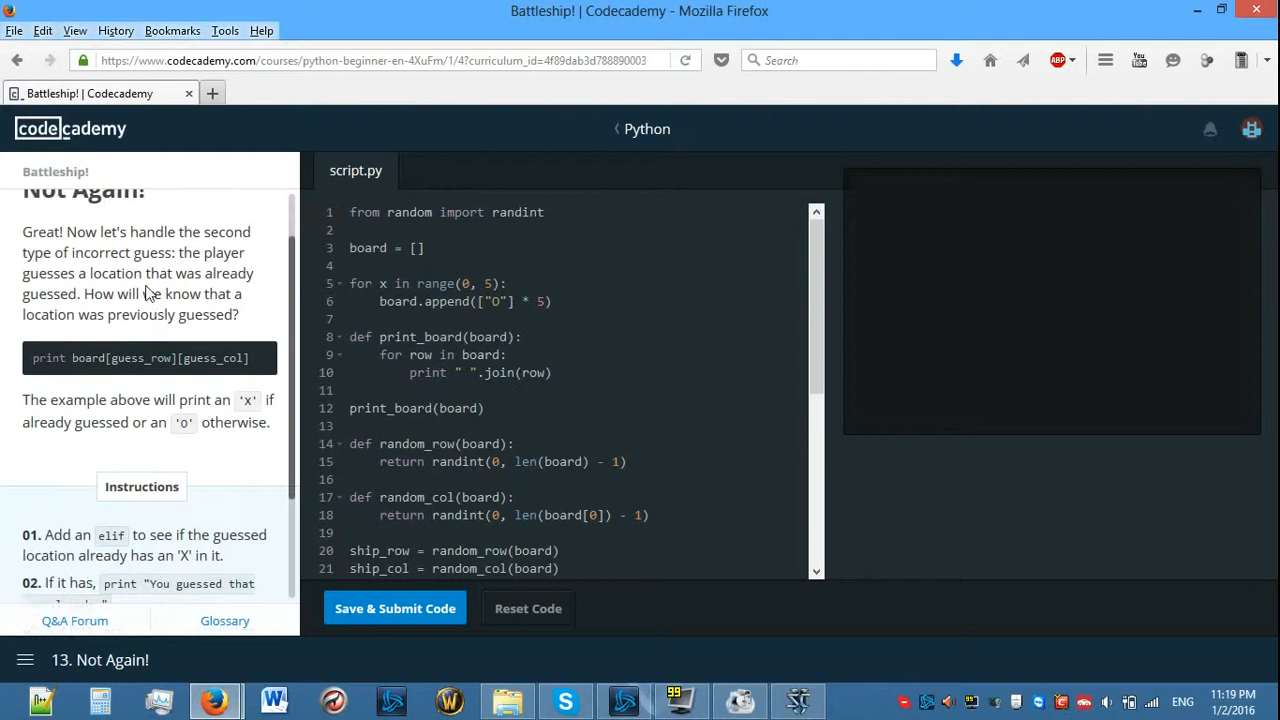 Battleship! | Codecademy - Mozilla Firefox
File Edit View History Bookmarks Tools Help
https://www.codecademy.com/courses/python-beginner-en-4XuFm/1/4?curriculum_id=4f89dab3d788890003
Search
ABP
You Tube
Battleship! | Codecademy
codecademy
Python
Battleship!
script.py
Not Again!
Great! Now let's handle the second
type of incorrect guess: the player
guesses a location that was already
guessed. How will we know that a
location was previously guessed?
print board[guess_row][guess_col]
The example above will print an 'X' if
already guessed or an 'O' otherwise.
Instructions
01. Add an elif to see if the guessed
location already has an 'X' in it.
02. If it has, print "You guessed that
1 from random import randint
2
3 board = []
4
5 for x in range(0, 5):
6 board.append(["O"] * 5)
7
8 def print_board(board):
9 for row in board:
10 print " ".join(row)
11
12 print_board(board)
13
14 def random_row(board):
15 return randint(0, len(board) - 1)
16
17 def random_col(board):
18 return randint(0, len(board[0]) - 1)
19
20 ship_row = random_row(board)
21 ship_col = random_col(board)
Q&A Forum
Glossary
Save & Submit Code
Reset Code
13. Not Again!
99
99
ENG
11:19 PM
1/2/2016